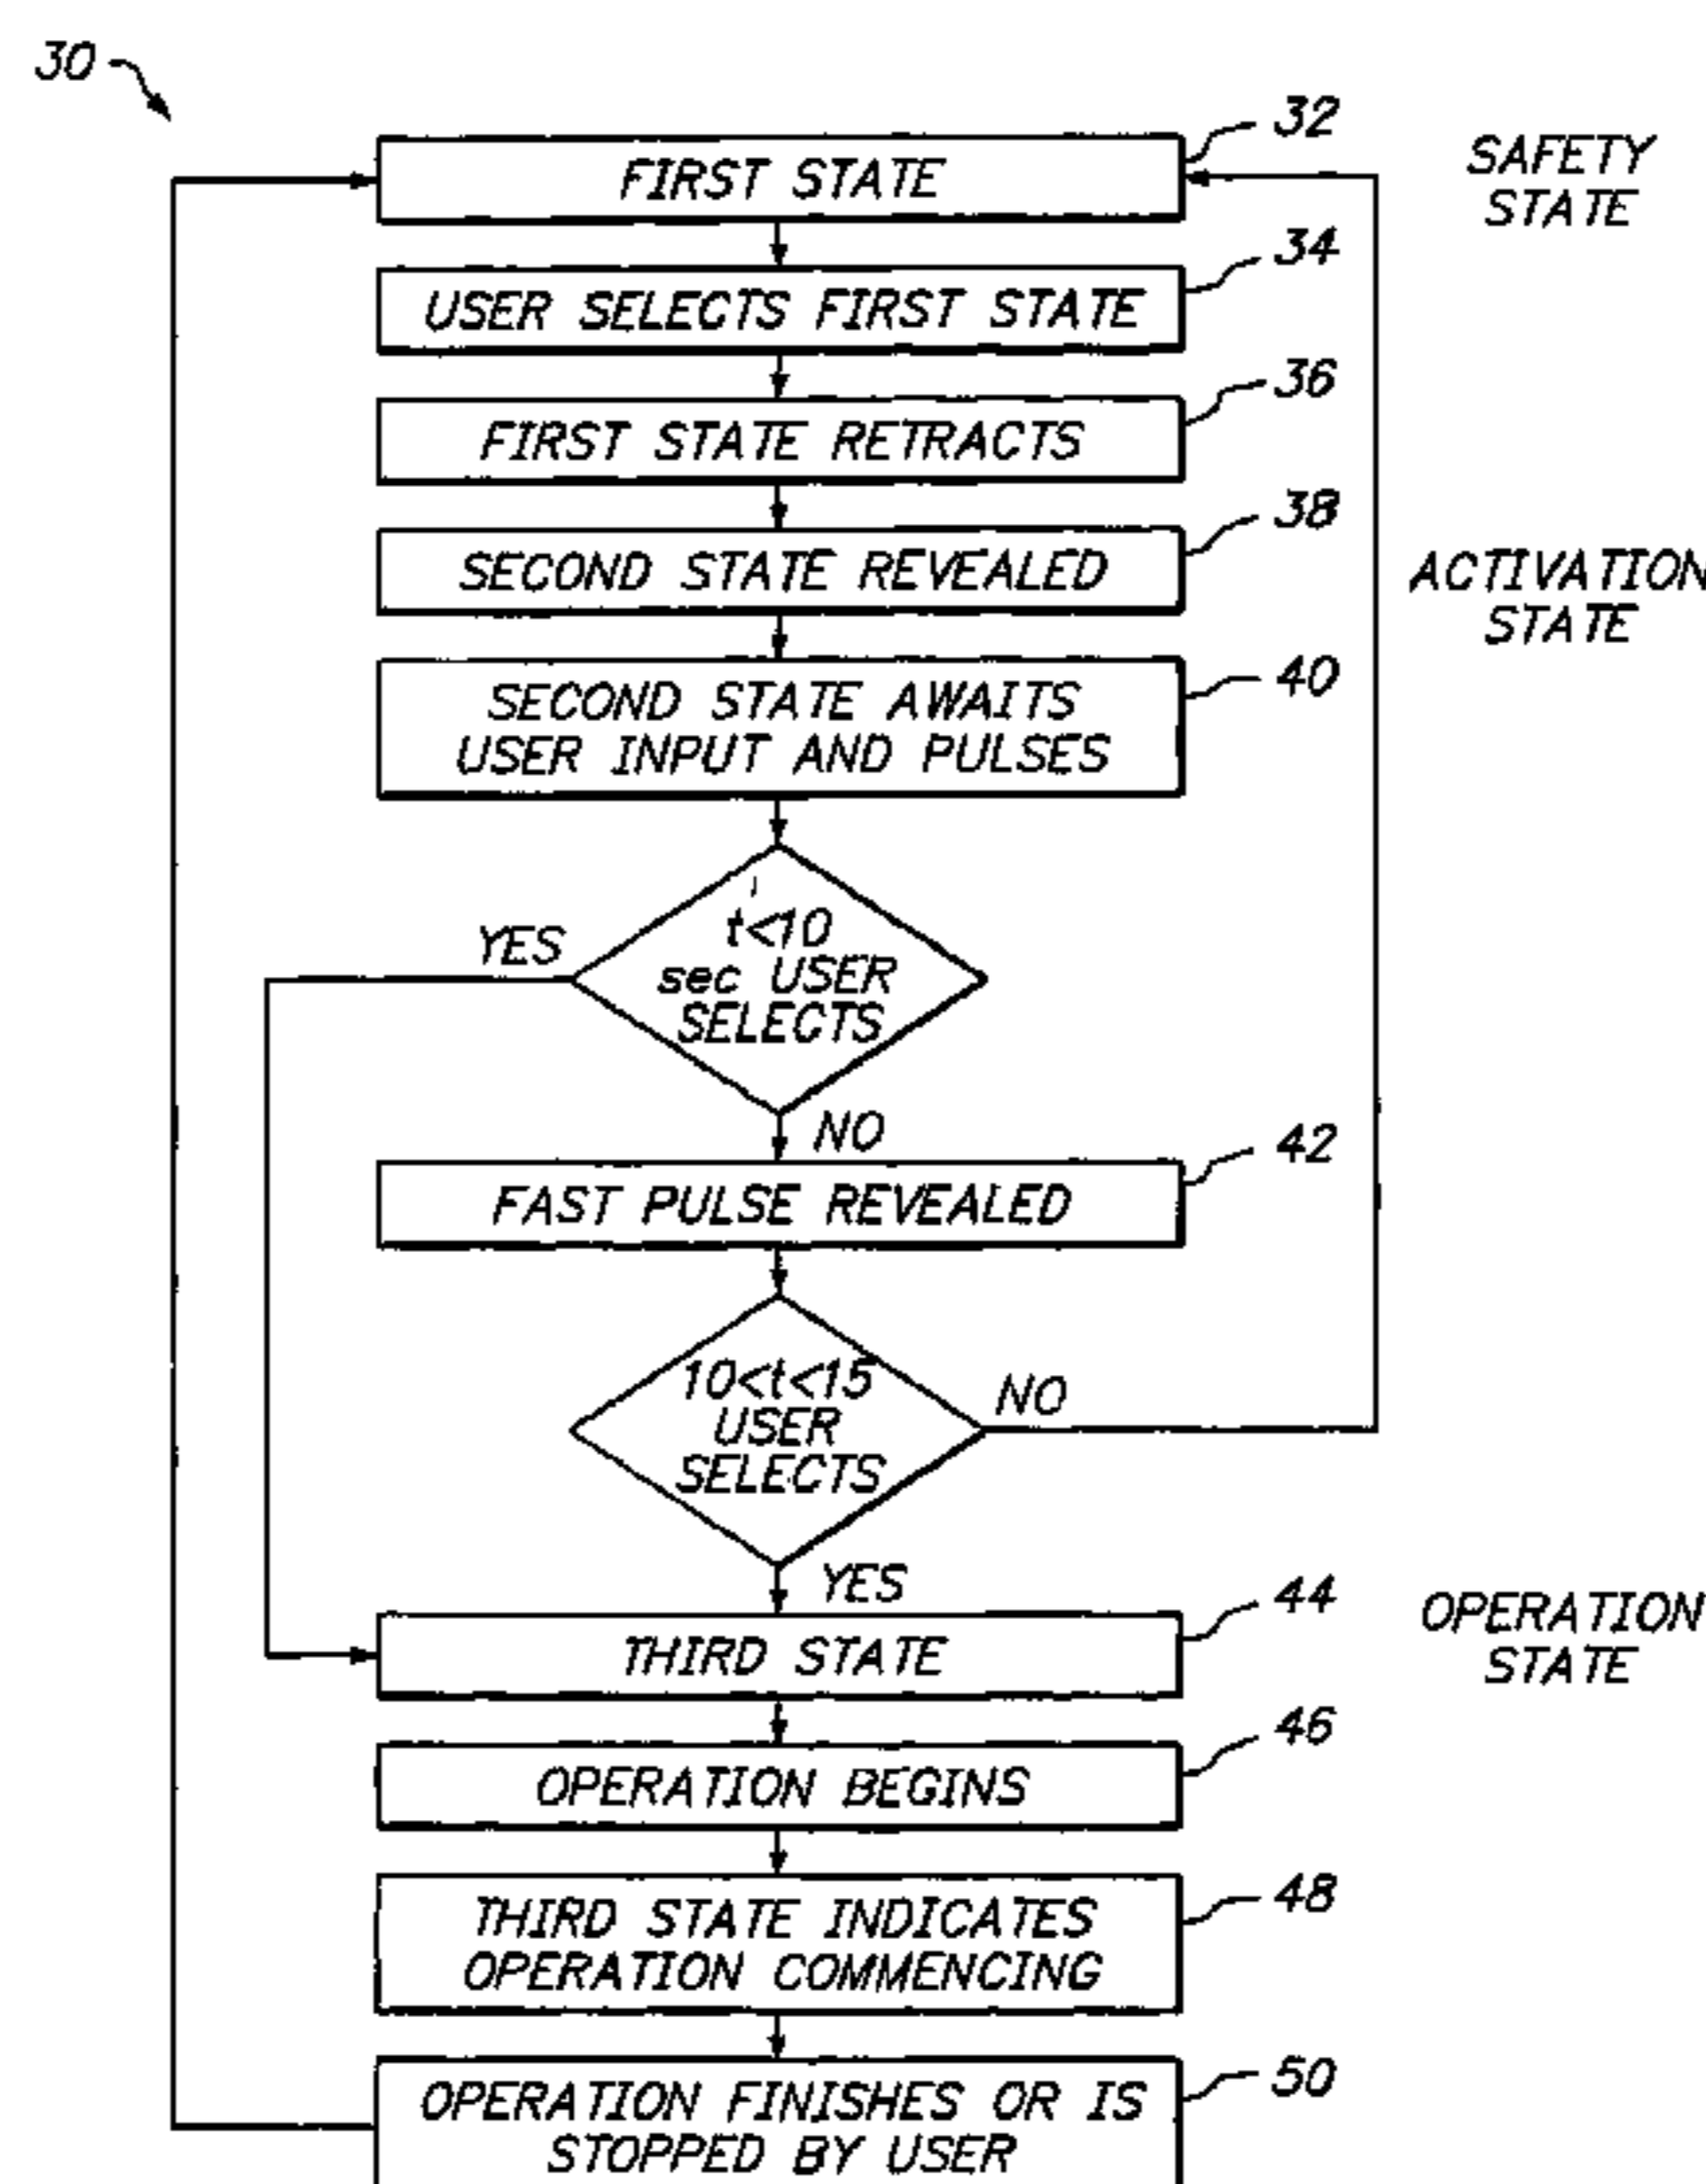 30
FIRST STATE
32
SAFETY
STATE
USER SELECTS FIRST STATE
34
FIRST STATE RETRACTS
36
SECOND STATE REVEALED
38
ACTIVATION
STATE
SECOND STATE AWAITS
USER INPUT AND PULSES
40
t<10
sec USER
SELECTS
YES
NO
FAST PULSE REVEALED
42
10<t<15
USER
SELECTS
NO
YES
THIRD STATE
44
OPERATION
STATE
OPERATION BEGINS
46
THIRD STATE INDICATES
OPERATION COMMENCING
48
OPERATION FINISHES OR IS
STOPPED BY USER
50